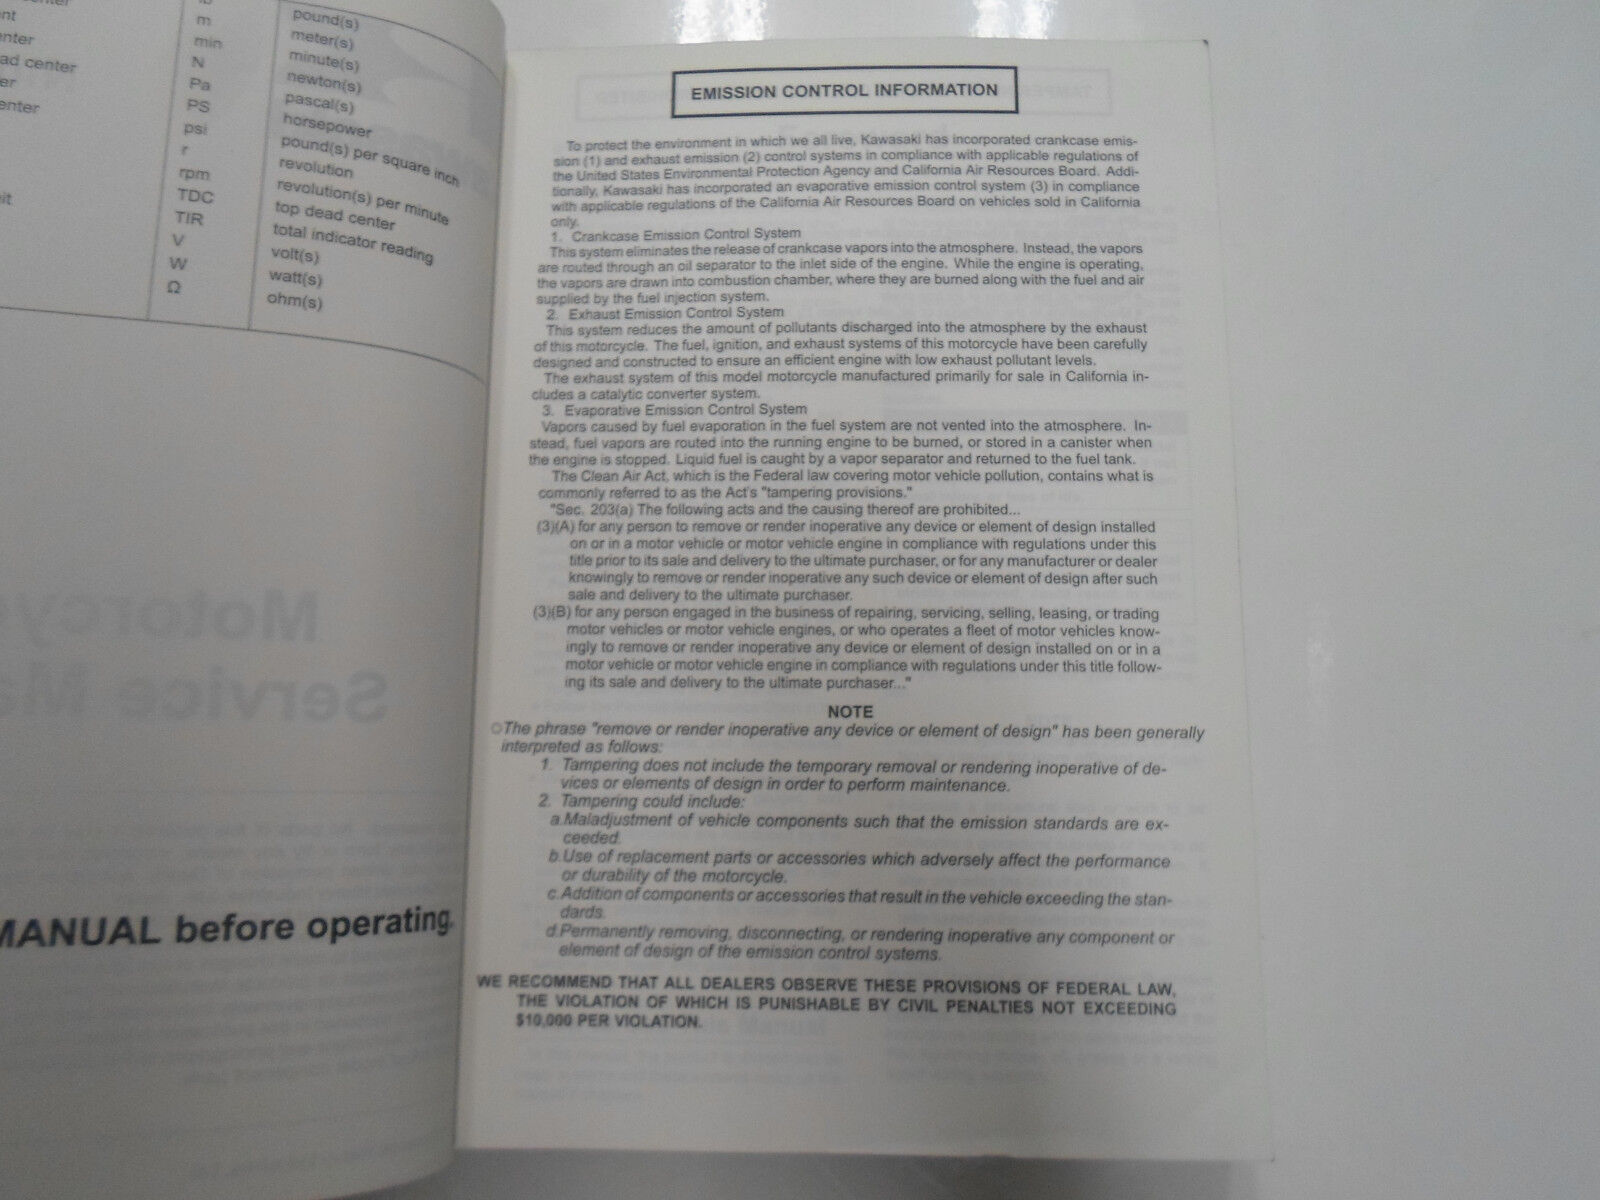 nt
nter
ad center
er
enter
eit
lb
m
min
N
Pa
PS
psi
r
rpm
TDC
TIR
V
W
Ω
pound(s)
meter(s)
minute(s)
newton(s)
pascal(s)
horsepower
pound(s) per square inch
revolution
revolution(s) per minute
top dead center
total indicator reading
volt(s)
watt(s)
ohm(s)
MANUAL before operating.
EMISSION CONTROL INFORMATION
To protect the environment in which we all live, Kawasaki has incorporated crankcase emis-
sion (1) and exhaust emission (2) control systems in compliance with applicable regulations of
the United States Environmental Protection Agency and California Air Resources Board. Addi-
tionally, Kawasaki has incorporated an evaporative emission control system (3) in compliance
with applicable regulations of the California Air Resources Board on vehicles sold in California
only.
1. Crankcase Emission Control System
This system eliminates the release of crankcase vapors into the atmosphere. Instead, the vapors
are routed through an oil separator to the inlet side of the engine. While the engine is operating,
the vapors are drawn into combustion chamber, where they are burned along with the fuel and air
supplied by the fuel injection system.
2. Exhaust Emission Control System
This system reduces the amount of pollutants discharged into the atmosphere by the exhaust
of this motorcycle. The fuel, ignition, and exhaust systems of this motorcycle have been carefully
designed and constructed to ensure an efficient engine with low exhaust pollutant levels.
The exhaust system of this model motorcycle manufactured primarily for sale in California in-
cludes a catalytic converter system.
3. Evaporative Emission Control System
Vapors caused by fuel evaporation in the fuel system are not vented into the atmosphere. In-
stead, fuel vapors are routed into the running engine to be burned, or stored in a canister when
the engine is stopped. Liquid fuel is caught by a vapor separator and returned to the fuel tank.
The Clean Air Act, which is the Federal law covering motor vehicle pollution, contains what is
commonly referred to as the Act's "tampering provisions."
"Sec. 203(a) The following acts and the causing thereof are prohibited...
(3)(A) for any person to remove or render inoperative any device or element of design installed
on or in a motor vehicle or motor vehicle engine in compliance with regulations under this
title prior to its sale and delivery to the ultimate purchaser, or for any manufacturer or dealer
knowingly to remove or render inoperative any such device or element of design after such
sale and delivery to the ultimate purchaser.
(3)(B) for any person engaged in the business of repairing, servicing, selling, leasing, or trading
motor vehicles or motor vehicle engines, or who operates a fleet of motor vehicles know-
ingly to remove or render inoperative any device or element of design installed on or in a
motor vehicle or motor vehicle engine in compliance with regulations under this title follow-
ing its sale and delivery to the ultimate purchaser..."
NOTE
○The phrase "remove or render inoperative any device or element of design" has been generally
interpreted as follows:
1. Tampering does not include the temporary removal or rendering inoperative of de-
vices or elements of design in order to perform maintenance.
2. Tampering could include:
a.Maladjustment of vehicle components such that the emission standards are ex-
ceeded.
b.Use of replacement parts or accessories which adversely affect the performance
or durability of the motorcycle.
c.Addition of components or accessories that result in the vehicle exceeding the stan-
dards.
d.Permanently removing, disconnecting, or rendering inoperative any component or
element of design of the emission control systems.
WE RECOMMEND THAT ALL DEALERS OBSERVE THESE PROVISIONS OF FEDERAL LAW,
THE VIOLATION OF WHICH IS PUNISHABLE BY CIVIL PENALTIES NOT EXCEEDING
$10,000 PER VIOLATION.